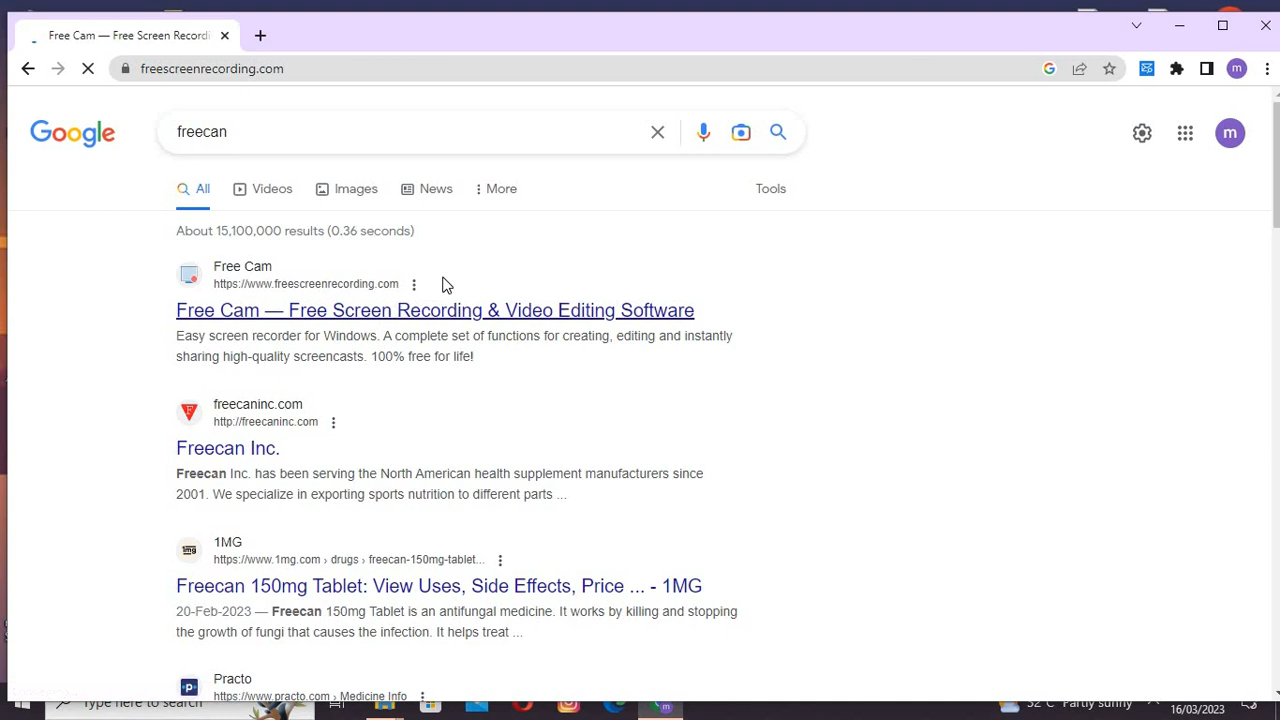 Free Cam — Free Screen Recordi
freescreenrecording.com
m
Google
freecan
m
All
Videos
Images
News
More
Tools
About 15,100,000 results (0.36 seconds)
Free Cam
https://www.freescreenrecording.com
Free Cam — Free Screen Recording & Video Editing Software
Easy screen recorder for Windows. A complete set of functions for creating, editing and instantly
sharing high-quality screencasts. 100% free for life!
freecaninc.com
http://freecaninc.com
Freecan Inc.
Freecan Inc. has been serving the North American health supplement manufacturers since
2001. We specialize in exporting sports nutrition to different parts ...
1MG
https://www.1mg.com › drugs › freecan-150mg-tablet...
Freecan 150mg Tablet: View Uses, Side Effects, Price ... - 1MG
20-Feb-2023 — Freecan 150mg Tablet is an antifungal medicine. It works by killing and stopping
the growth of fungi that causes the infection. It helps treat ...
Practo
https://www.practo.com › Medicine Info
Type here to search
32°C Partly sunny
16/03/2023